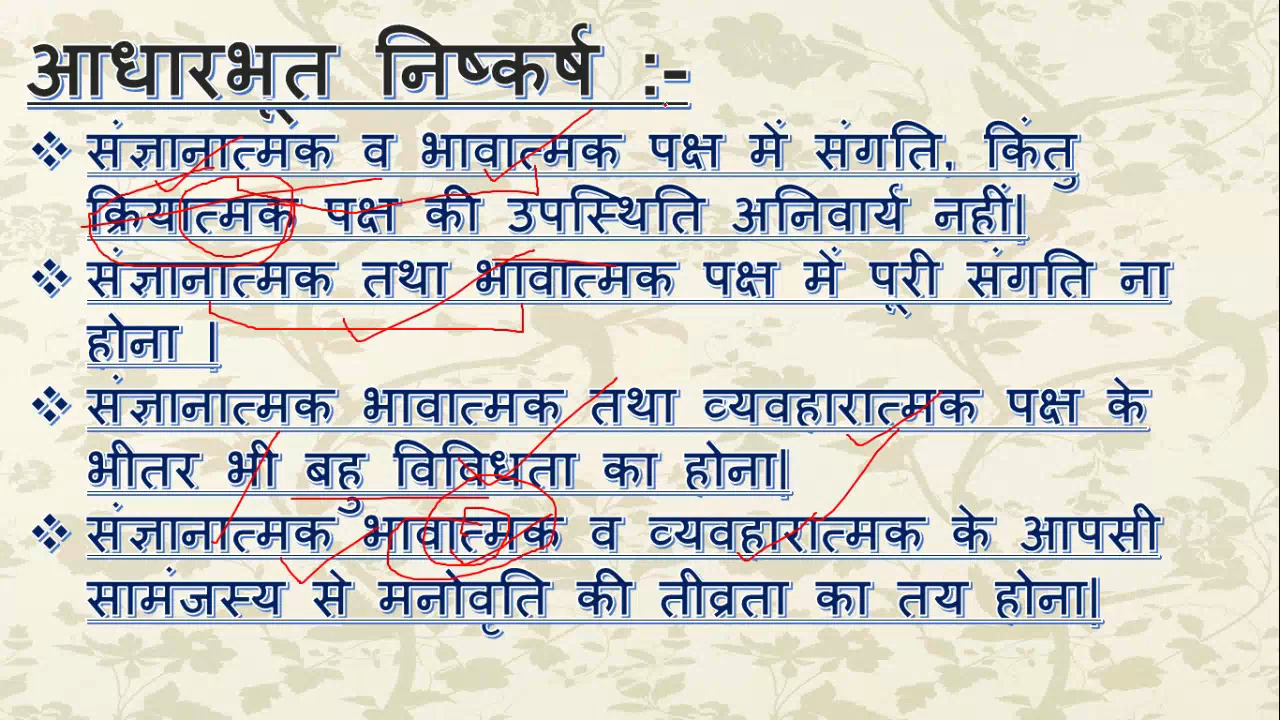 आधारभूत निष्कर्ष :-
❖ संज्ञानात्मक व भावात्मक पक्ष में संगति, किंतु
क्रियात्मक पक्ष की उपस्थिति अनिवार्य नहीं|
❖ संज्ञानात्मक तथा भावात्मक पक्ष में पूरी संगति ना
होना |
❖ संज्ञानात्मक भावात्मक तथा व्यवहारात्मक पक्ष के
भीतर भी बहु विविधता का होना|
❖ संज्ञानात्मक भावात्मक व व्यवहारात्मक के आपसी
सामंजस्य से मनोवृति की तीव्रता का तय होना|